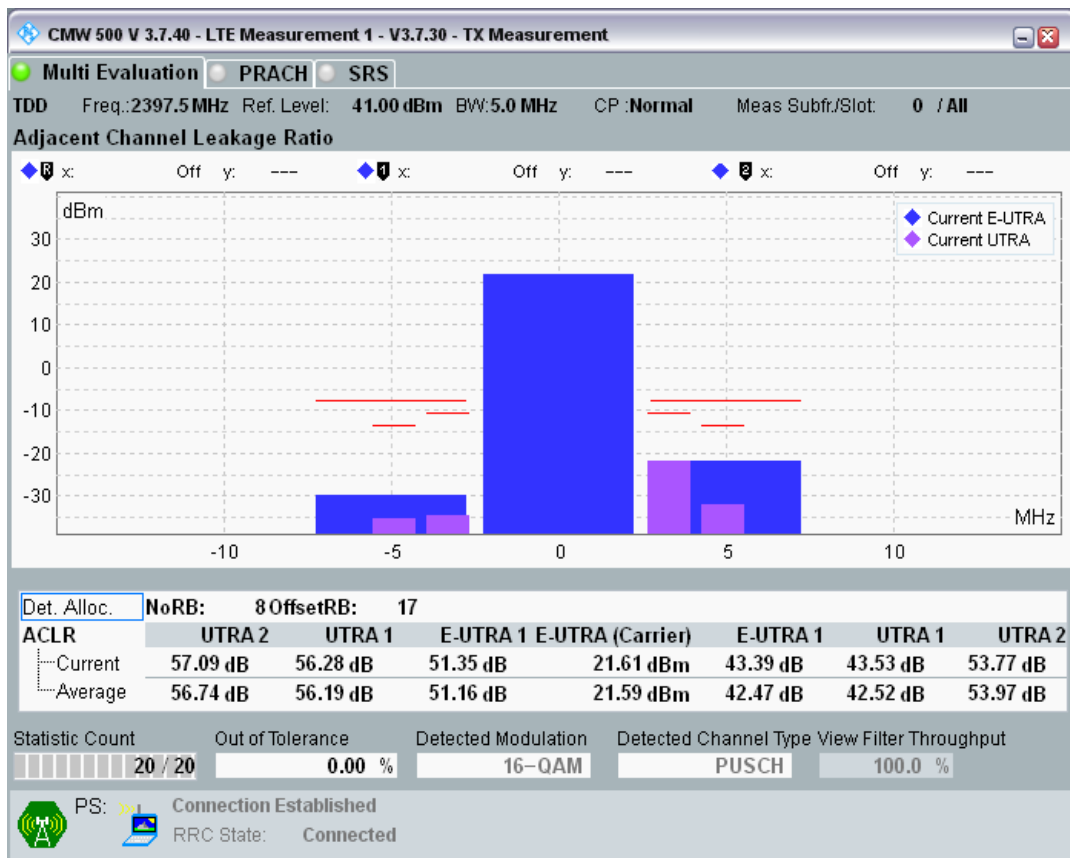 CMW 500 V 3.7.40 - LTE Measurement 1 - V3.7.30 - TX Measurement
Multi Evaluation PRACH SRS
TDD Freq.:2397.5 MHz Ref. Level: 41.00 dBm BW:5.0 MHz CP :Normal Meas Subfr./Slot: 0 / All
Adjacent Channel Leakage Ratio
R x: Off y: --- 1 x: Off y: --- 2 x: Off y: ---
dBm
Current E-UTRA
Current UTRA
30
20
10
0
-10
-20
-30
MHz
-10 -5 0 5 10
Det. Alloc. NoRB: 8 OffsetRB: 17
ACLR UTRA 2 UTRA 1 E-UTRA 1 E-UTRA (Carrier) E-UTRA 1 UTRA 1 UTRA 2
Current 57.09 dB 56.28 dB 51.35 dB 21.61 dBm 43.39 dB 43.53 dB 53.77 dB
Average 56.74 dB 56.19 dB 51.16 dB 21.59 dBm 42.47 dB 42.52 dB 53.97 dB
Statistic Count Out of Tolerance Detected Modulation Detected Channel Type View Filter Throughput
20 / 20 0.00 % 16-QAM PUSCH 100.0 %
PS: Connection Established
RRC State: Connected